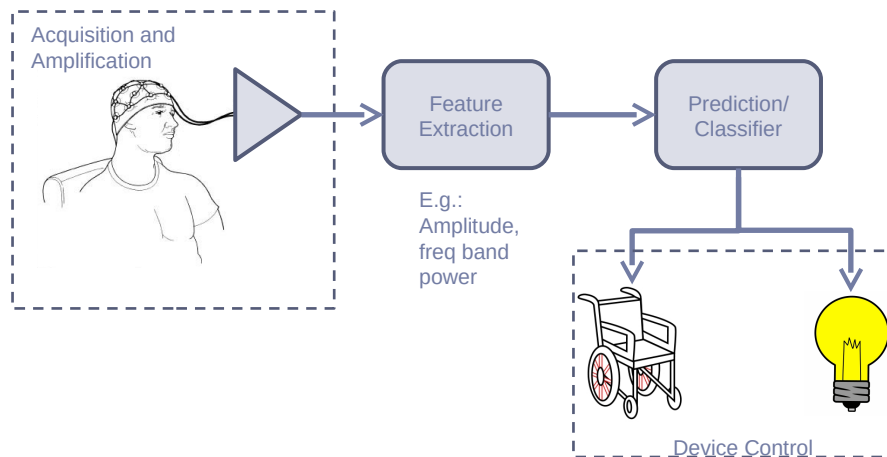 Acquisition and
Amplification
Feature
Extraction
Prediction/
Classifier
E.g.:
Amplitude,
freq band
power
Device Control